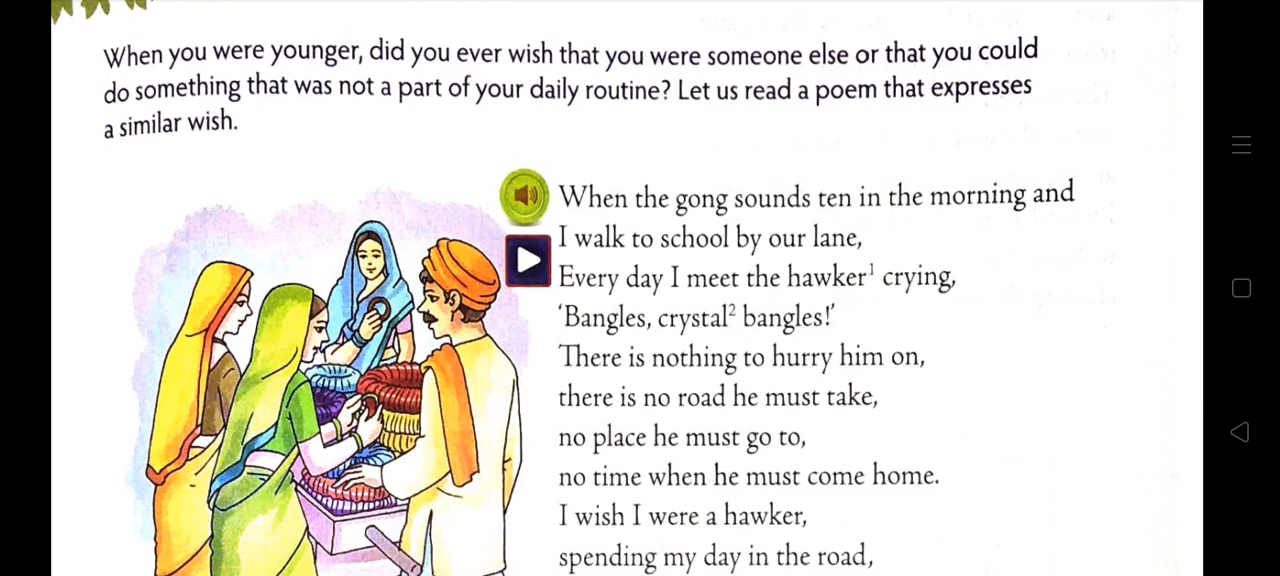 When you were younger, did you ever wish that you were someone else or that you could
do something that was not a part of your daily routine? Let us read a poem that expresses
a similar wish.
When the gong sounds ten in the morning and
I walk to school by our lane,
Every day I meet the hawker¹ crying,
‘Bangles, crystal² bangles!’
There is nothing to hurry him on,
there is no road he must take,
no place he must go to,
no time when he must come home.
I wish I were a hawker,
spending my day in the road,